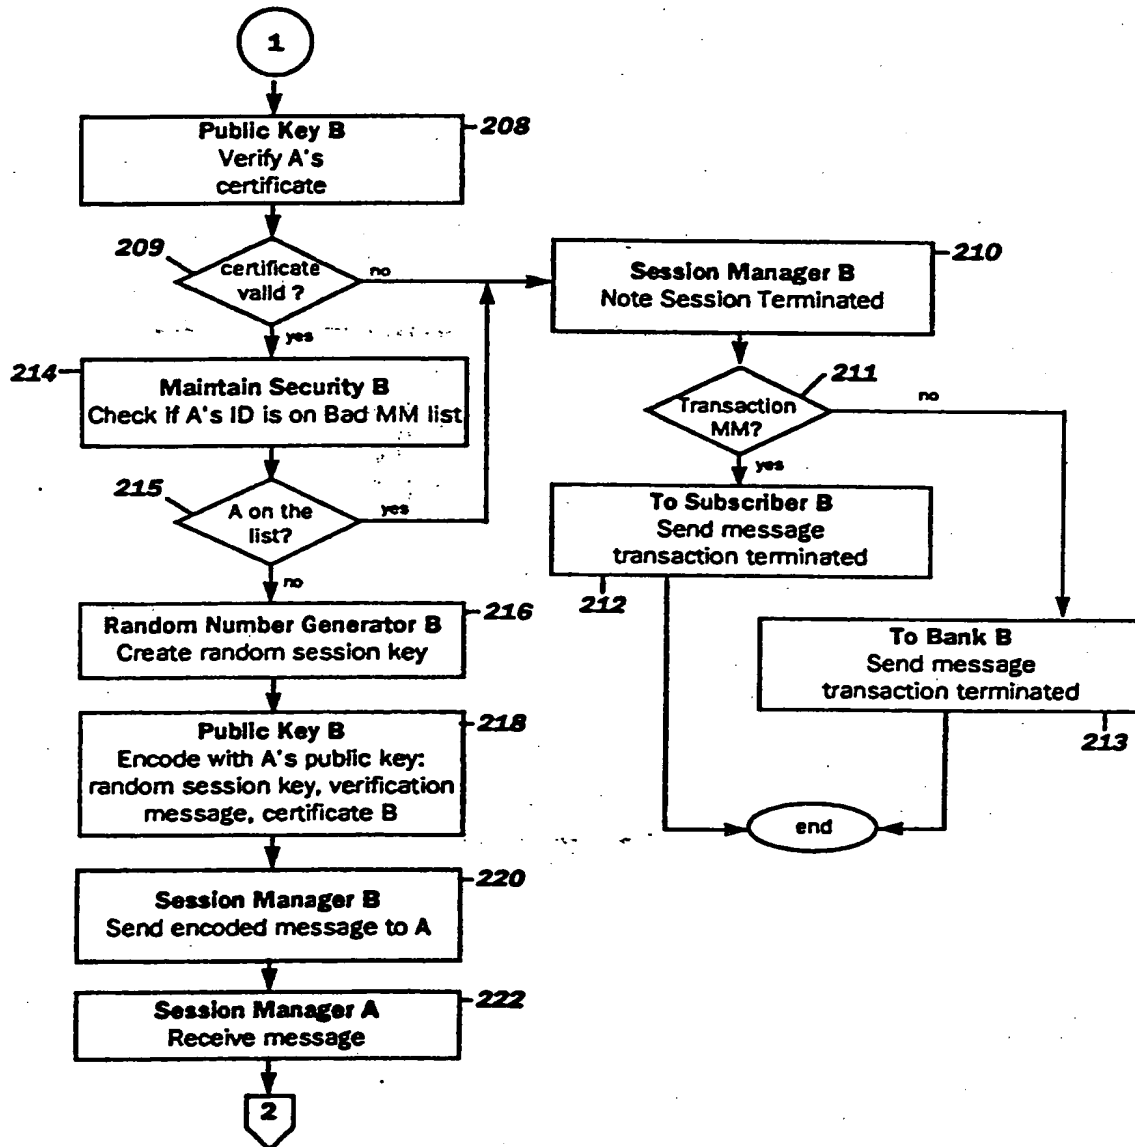 1
Public Key B
Verify A's
certificate
208
209
certificate
valid ?
no
yes
Session Manager B
Note Session Terminated
210
214
Maintain Security B
Check if A's ID is on Bad MM list
211
Transaction
MM?
no
yes
215
A on the
list?
yes
no
To Subscriber B
Send message
transaction terminated
212
Random Number Generator B
Create random session key
216
To Bank B
Send message
transaction terminated
213
Public Key B
Encode with A's public key:
random session key, verification
message, certificate B
218
end
Session Manager B
Send encoded message to A
220
Session Manager A
Receive message
222
2